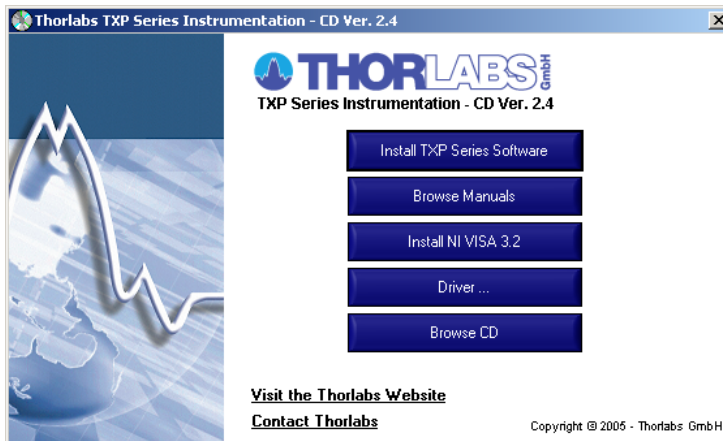 Thorlabs TXP Series Instrumentation - CD Ver. 2.4
THORLABS GmbH
TXP Series Instrumentation - CD Ver. 2.4
Install TXP Series Software
Browse Manuals
Install NI VISA 3.2
Driver ...
Browse CD
Visit the Thorlabs Website
Contact Thorlabs
Copyright © 2005 - Thorlabs GmbH